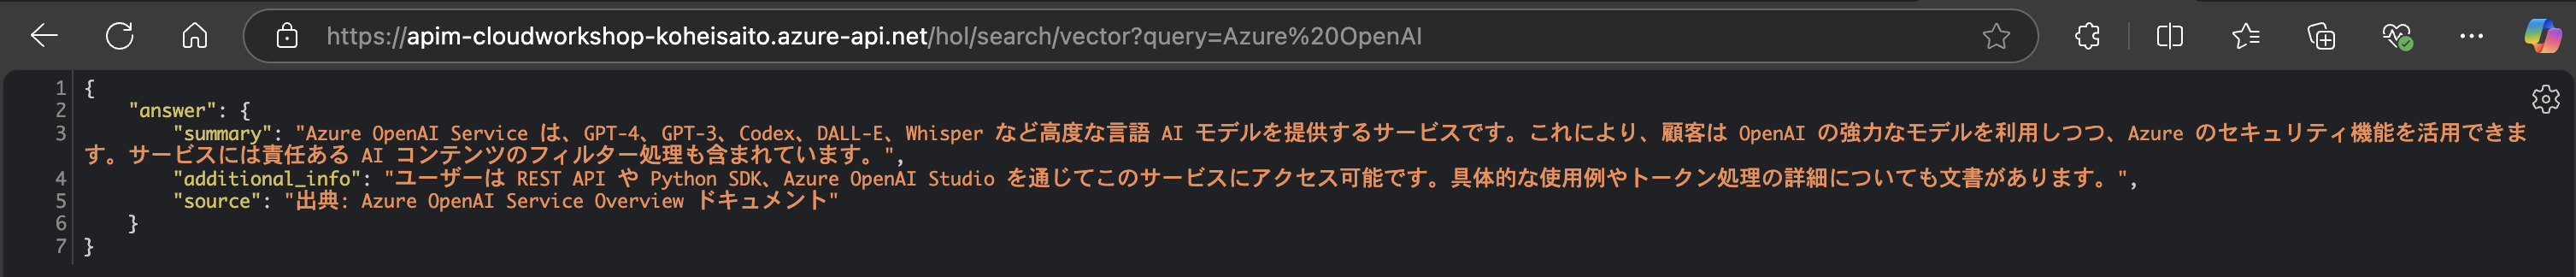 https://apim-cloudworkshop-koheisaito.azure-api.net/hol/search/vector?query=Azure%20OpenAI
1 {
2 "answer": {
3 "summary": "Azure OpenAI Service は、GPT-4、GPT-3、Codex、DALL-E、Whisper など高度な言語 AI モデルを提供するサービスです。これにより、顧客は OpenAI の強力なモデルを利用しつつ、Azure のセキュリティ機能を活用できま
す。サービスには責任ある AI コンテンツのフィルター処理も含まれています。",
4 "additional_info": "ユーザーは REST API や Python SDK、Azure OpenAI Studio を通じてこのサービスにアクセス可能です。具体的な使用例やトークン処理の詳細についても文書があります。",
5 "source": "出典: Azure OpenAI Service Overview ドキュメント"
6 }
7 }